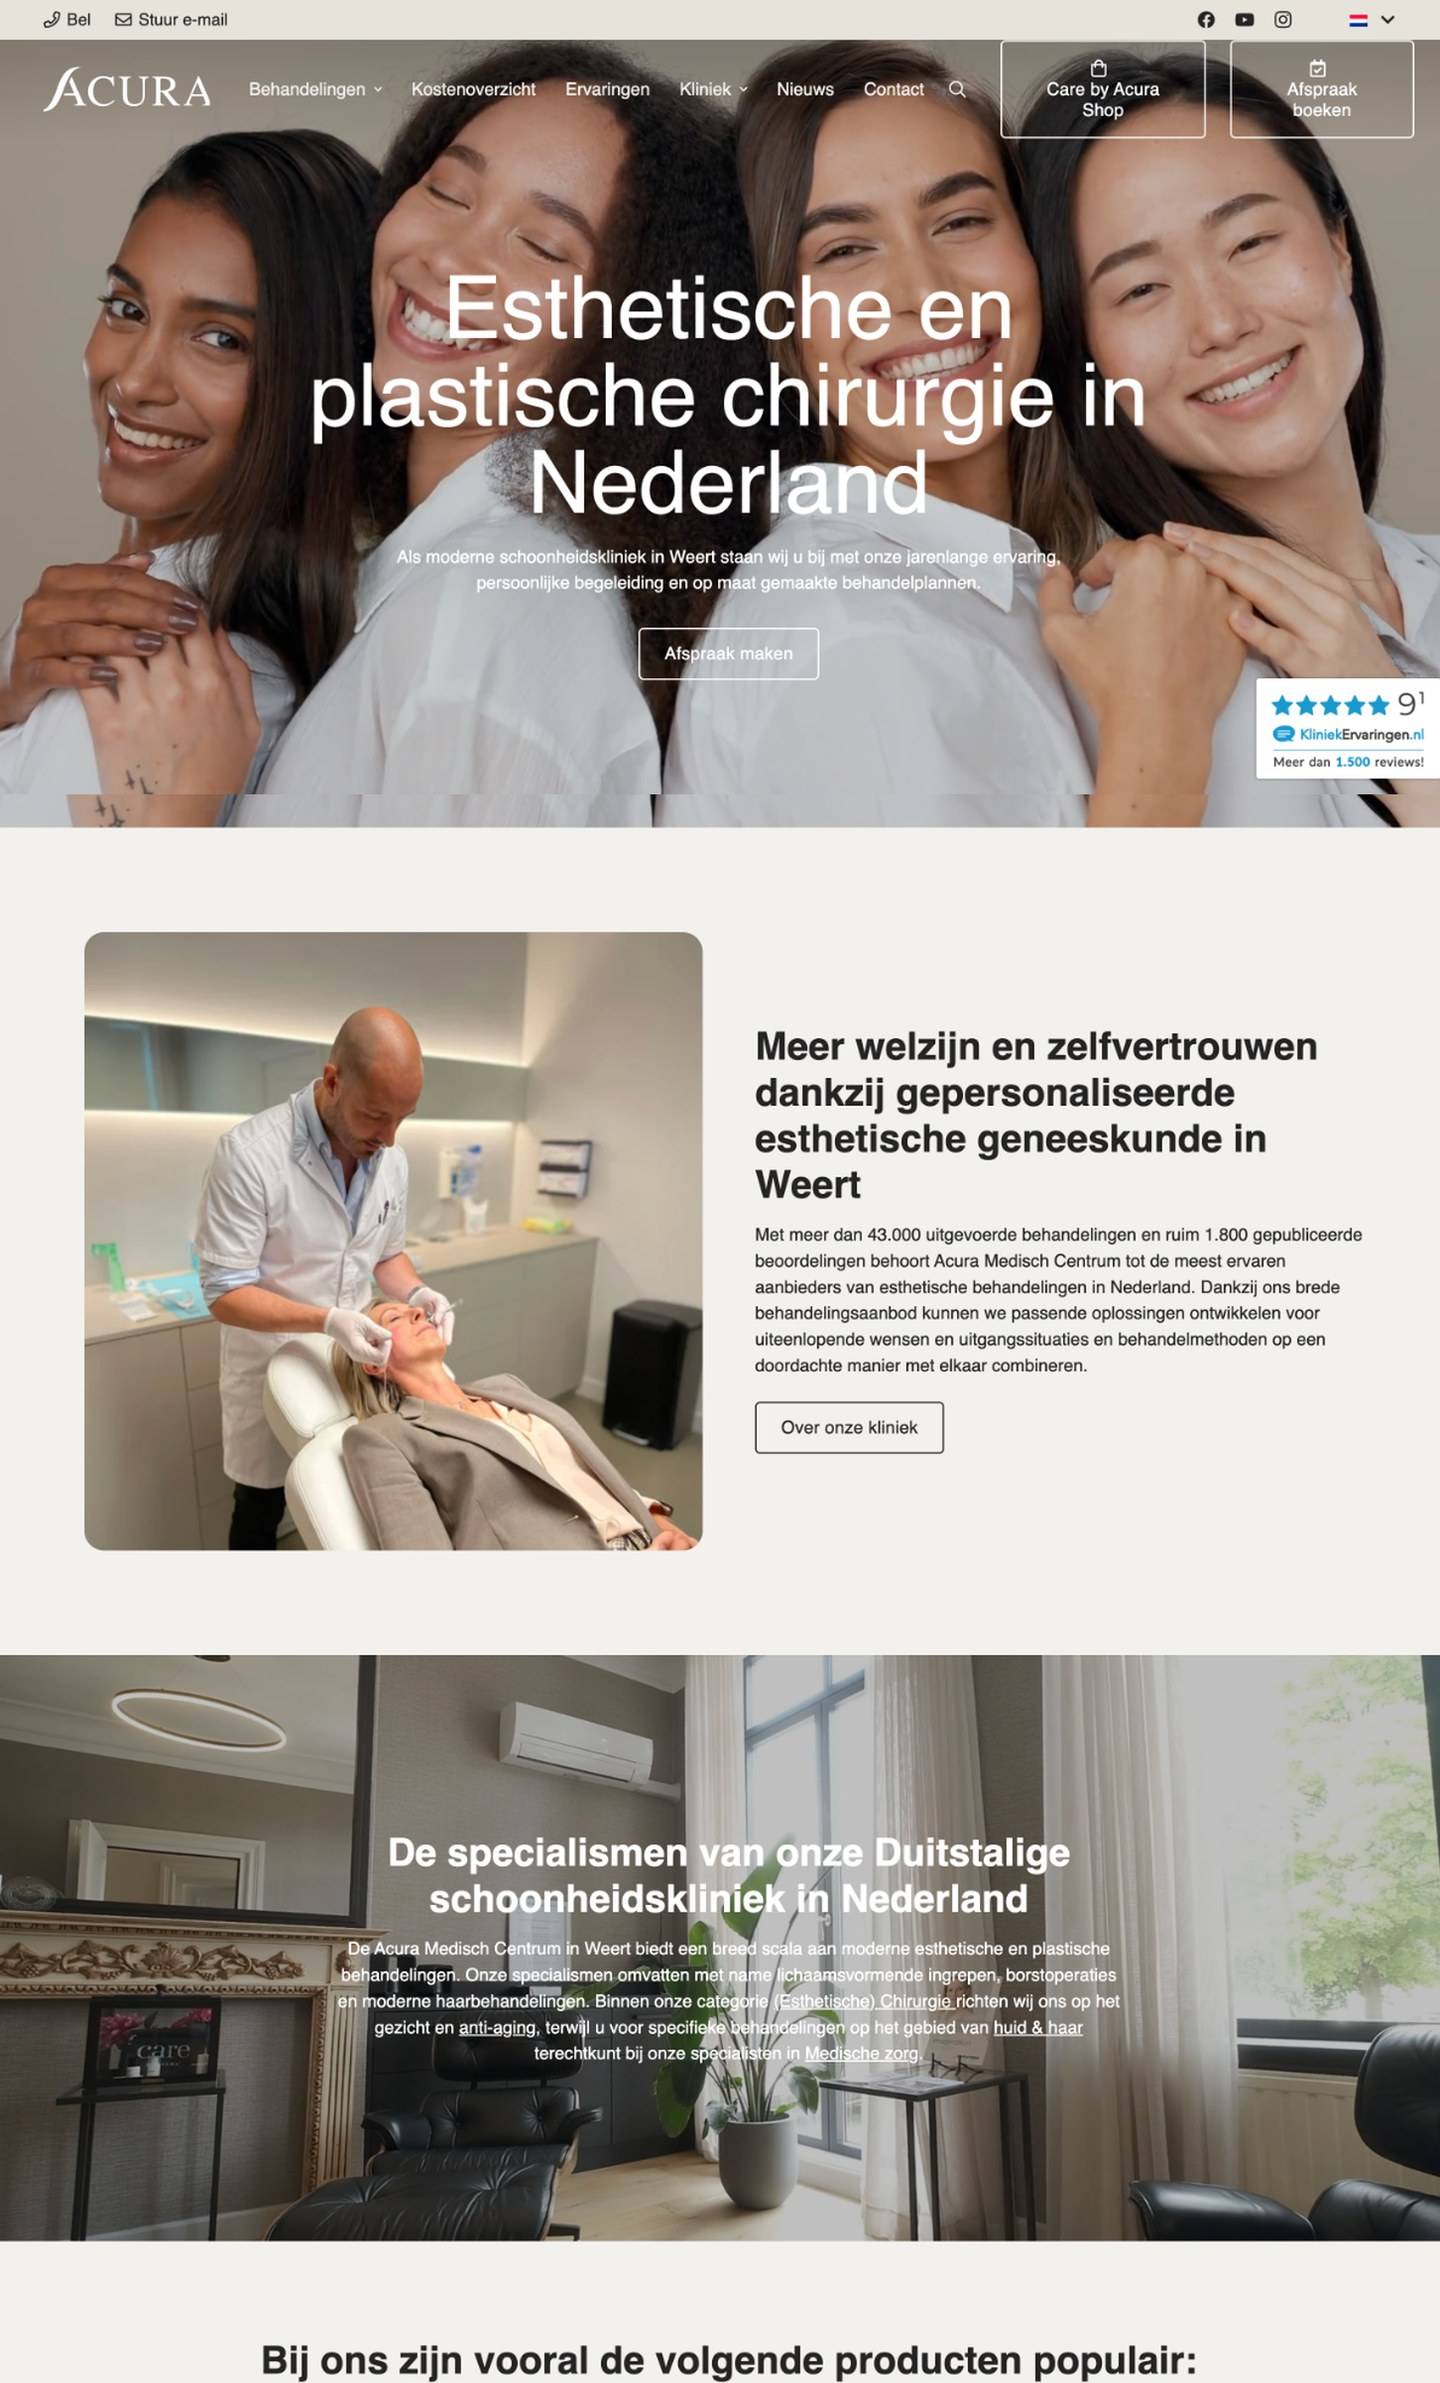 Bel
Stuur e-mail
ACURA
Behandelingen
Kostenoverzicht
Ervaringen
Kliniek
Nieuws
Contact
Care by Acura
Shop
Afspraak
boeken
Esthetische en
plastische chirurgie in
Nederland
Als moderne schoonheidskliniek in Weert staan wij u bij met onze jarenlange ervaring,
persoonlijke begeleiding en op maat gemaakte behandelplannen.
Afspraak maken
9¹
KliniekErvaringen.nl
Meer dan 1.500 reviews!
Meer welzijn en zelfvertrouwen
dankzij gepersonaliseerde
esthetische geneeskunde in
Weert
Met meer dan 43.000 uitgevoerde behandelingen en ruim 1.800 gepubliceerde
beoordelingen behoort Acura Medisch Centrum tot de meest ervaren
aanbieders van esthetische behandelingen in Nederland. Dankzij ons brede
behandelingsaanbod kunnen we passende oplossingen ontwikkelen voor
uiteenlopende wensen en uitgangssituaties en behandelmethoden op een
doordachte manier met elkaar combineren.
Over onze kliniek
De specialismen van onze Duitstalige
schoonheidskliniek in Nederland
De Acura Medisch Centrum in Weert biedt een breed scala aan moderne esthetische en plastische
behandelingen. Onze specialismen omvatten met name lichaamsvormende ingrepen, borstoperaties
en moderne haarbehandelingen. Binnen onze categorie (Esthetische) Chirurgie richten wij ons op het
gezicht en anti-aging, terwijl u voor specifieke behandelingen op het gebied van huid & haar
terechtkunt bij onze specialisten in Medische zorg.
care
Bij ons zijn vooral de volgende producten populair: